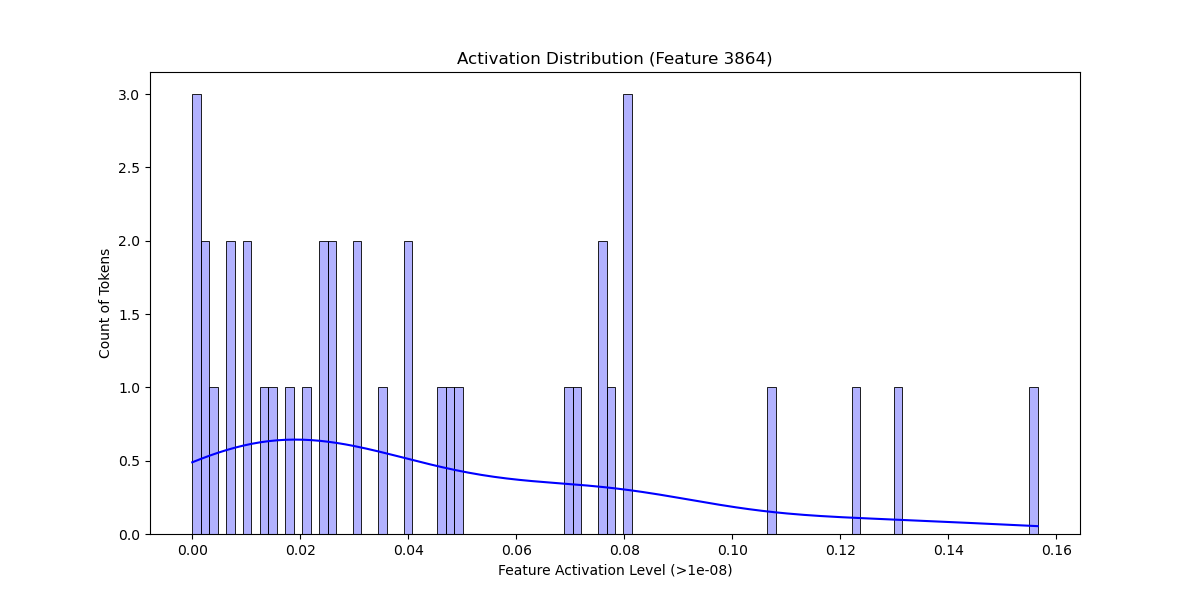 Activation Distribution (Feature 3864)
3.0
2.5
2.0
1.5
1.0
0.5
0.0
Count of Tokens
0.00 0.02 0.04 0.06 0.08 0.10 0.12 0.14 0.16
Feature Activation Level (>1e-08)